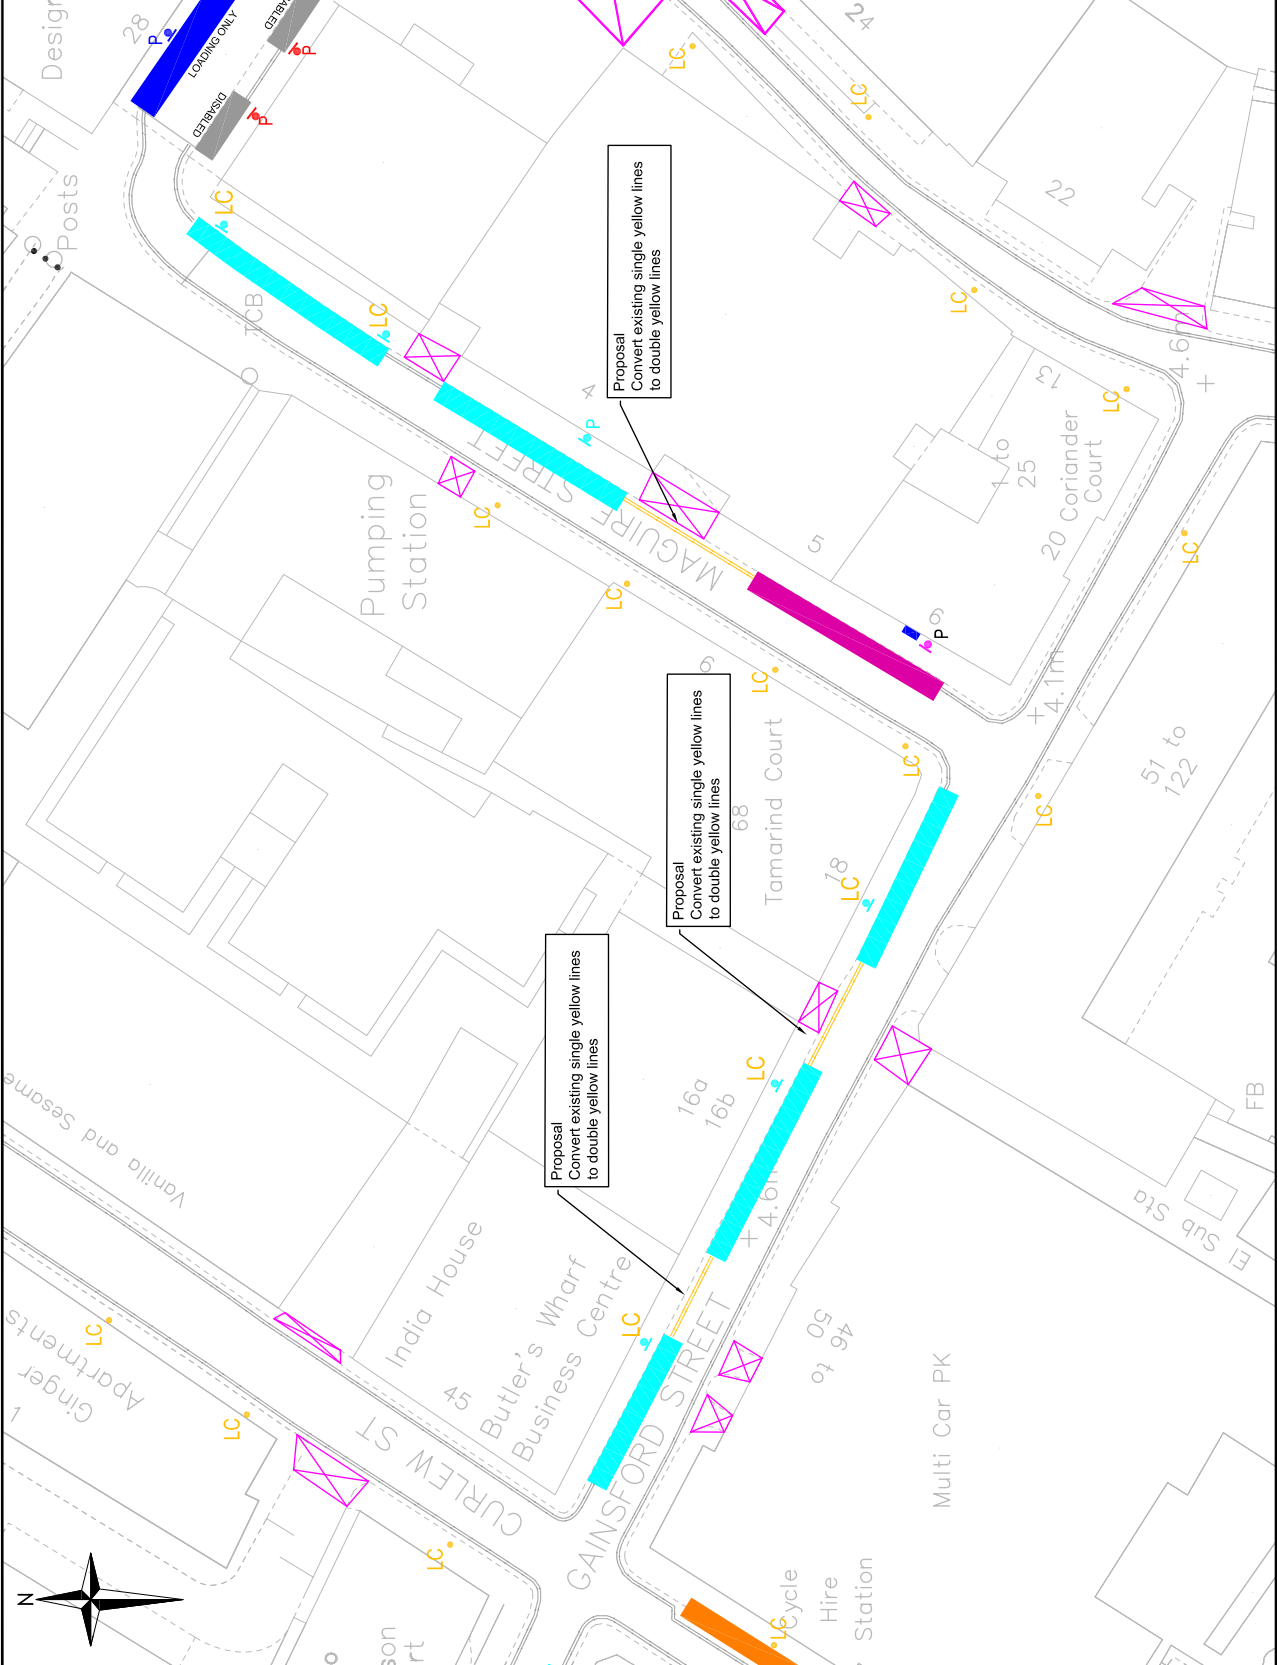 Design
28
P
LOADING ONLY
DISABLED
ABLED
P
P
Posts
LC
TCB
LC
24
LC
LC
22
Proposal
Convert existing single yellow lines
to double yellow lines
4
P
STREET
MAGUIRE
Pumping
Station
LC
LC
5
6
P
LC
13
LC
4.6m
1 to
25
20 Coriander
Court
LC
9
LC
4.1m
51 to
122
LC
LC
Proposal
Convert existing single yellow lines
to double yellow lines
68
Tamarind Court
18
LC
Proposal
Convert existing single yellow lines
to double yellow lines
16a
16b
LC
4.6m
FB
El Sub Sta
Vanilla and Sesame
India House
45
Butler's Wharf
Business Centre
LC
GAINSFORD STREET
46 to
50
Multi Car PK
Ginger
Apartments
1
LC
LC
CURLEW ST
LC
N
Cycle
Hire
Station
LC
son
rt